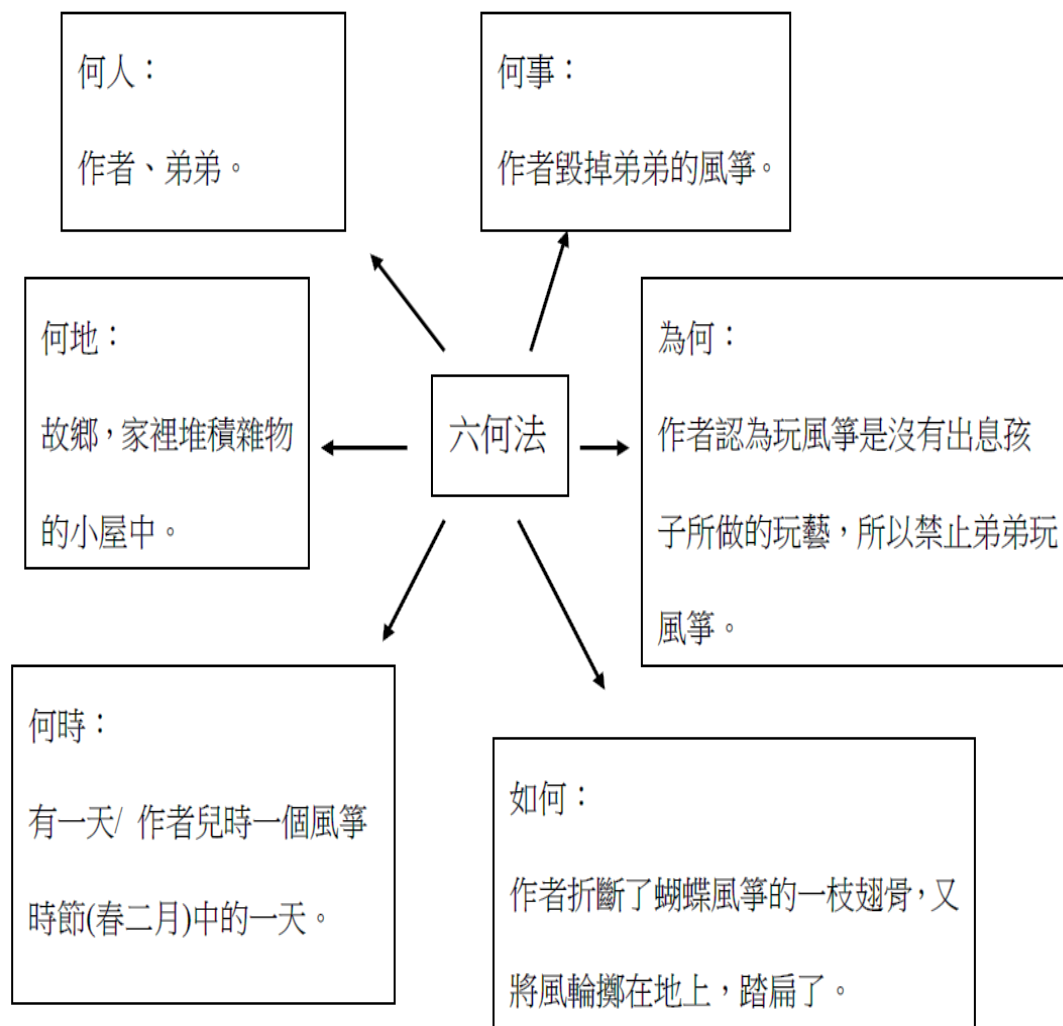 何人：
作者、弟弟。
何事：
作者毀掉弟弟的風箏。
何地：
故鄉，家裡堆積雜物
的小屋中。
六何法
為何：
作者認為玩風箏是沒有出息孩
子所做的玩藝，所以禁止弟弟玩
風箏。
何時：
有一天/ 作者兒時一個風箏
時節(春二月)中的一天。
如何：
作者折斷了蝴蝶風箏的一枝翅骨，又
將風輪擲在地上，踏扁了。